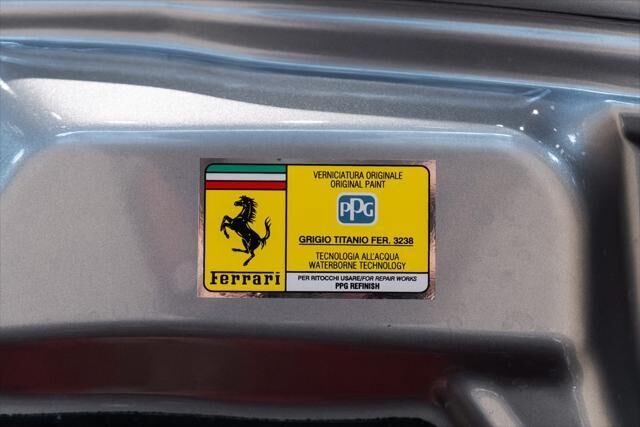 Ferrari
VERNICIATURA ORIGINALE
ORIGINAL PAINT
PPG
GRIGIO TITANIO FER. 3238
TECNOLOGIA ALL'ACQUA
WATERBORNE TECHNOLOGY
PER RITOCCHI USARE/FOR REPAIR WORKS
PPG REFINISH